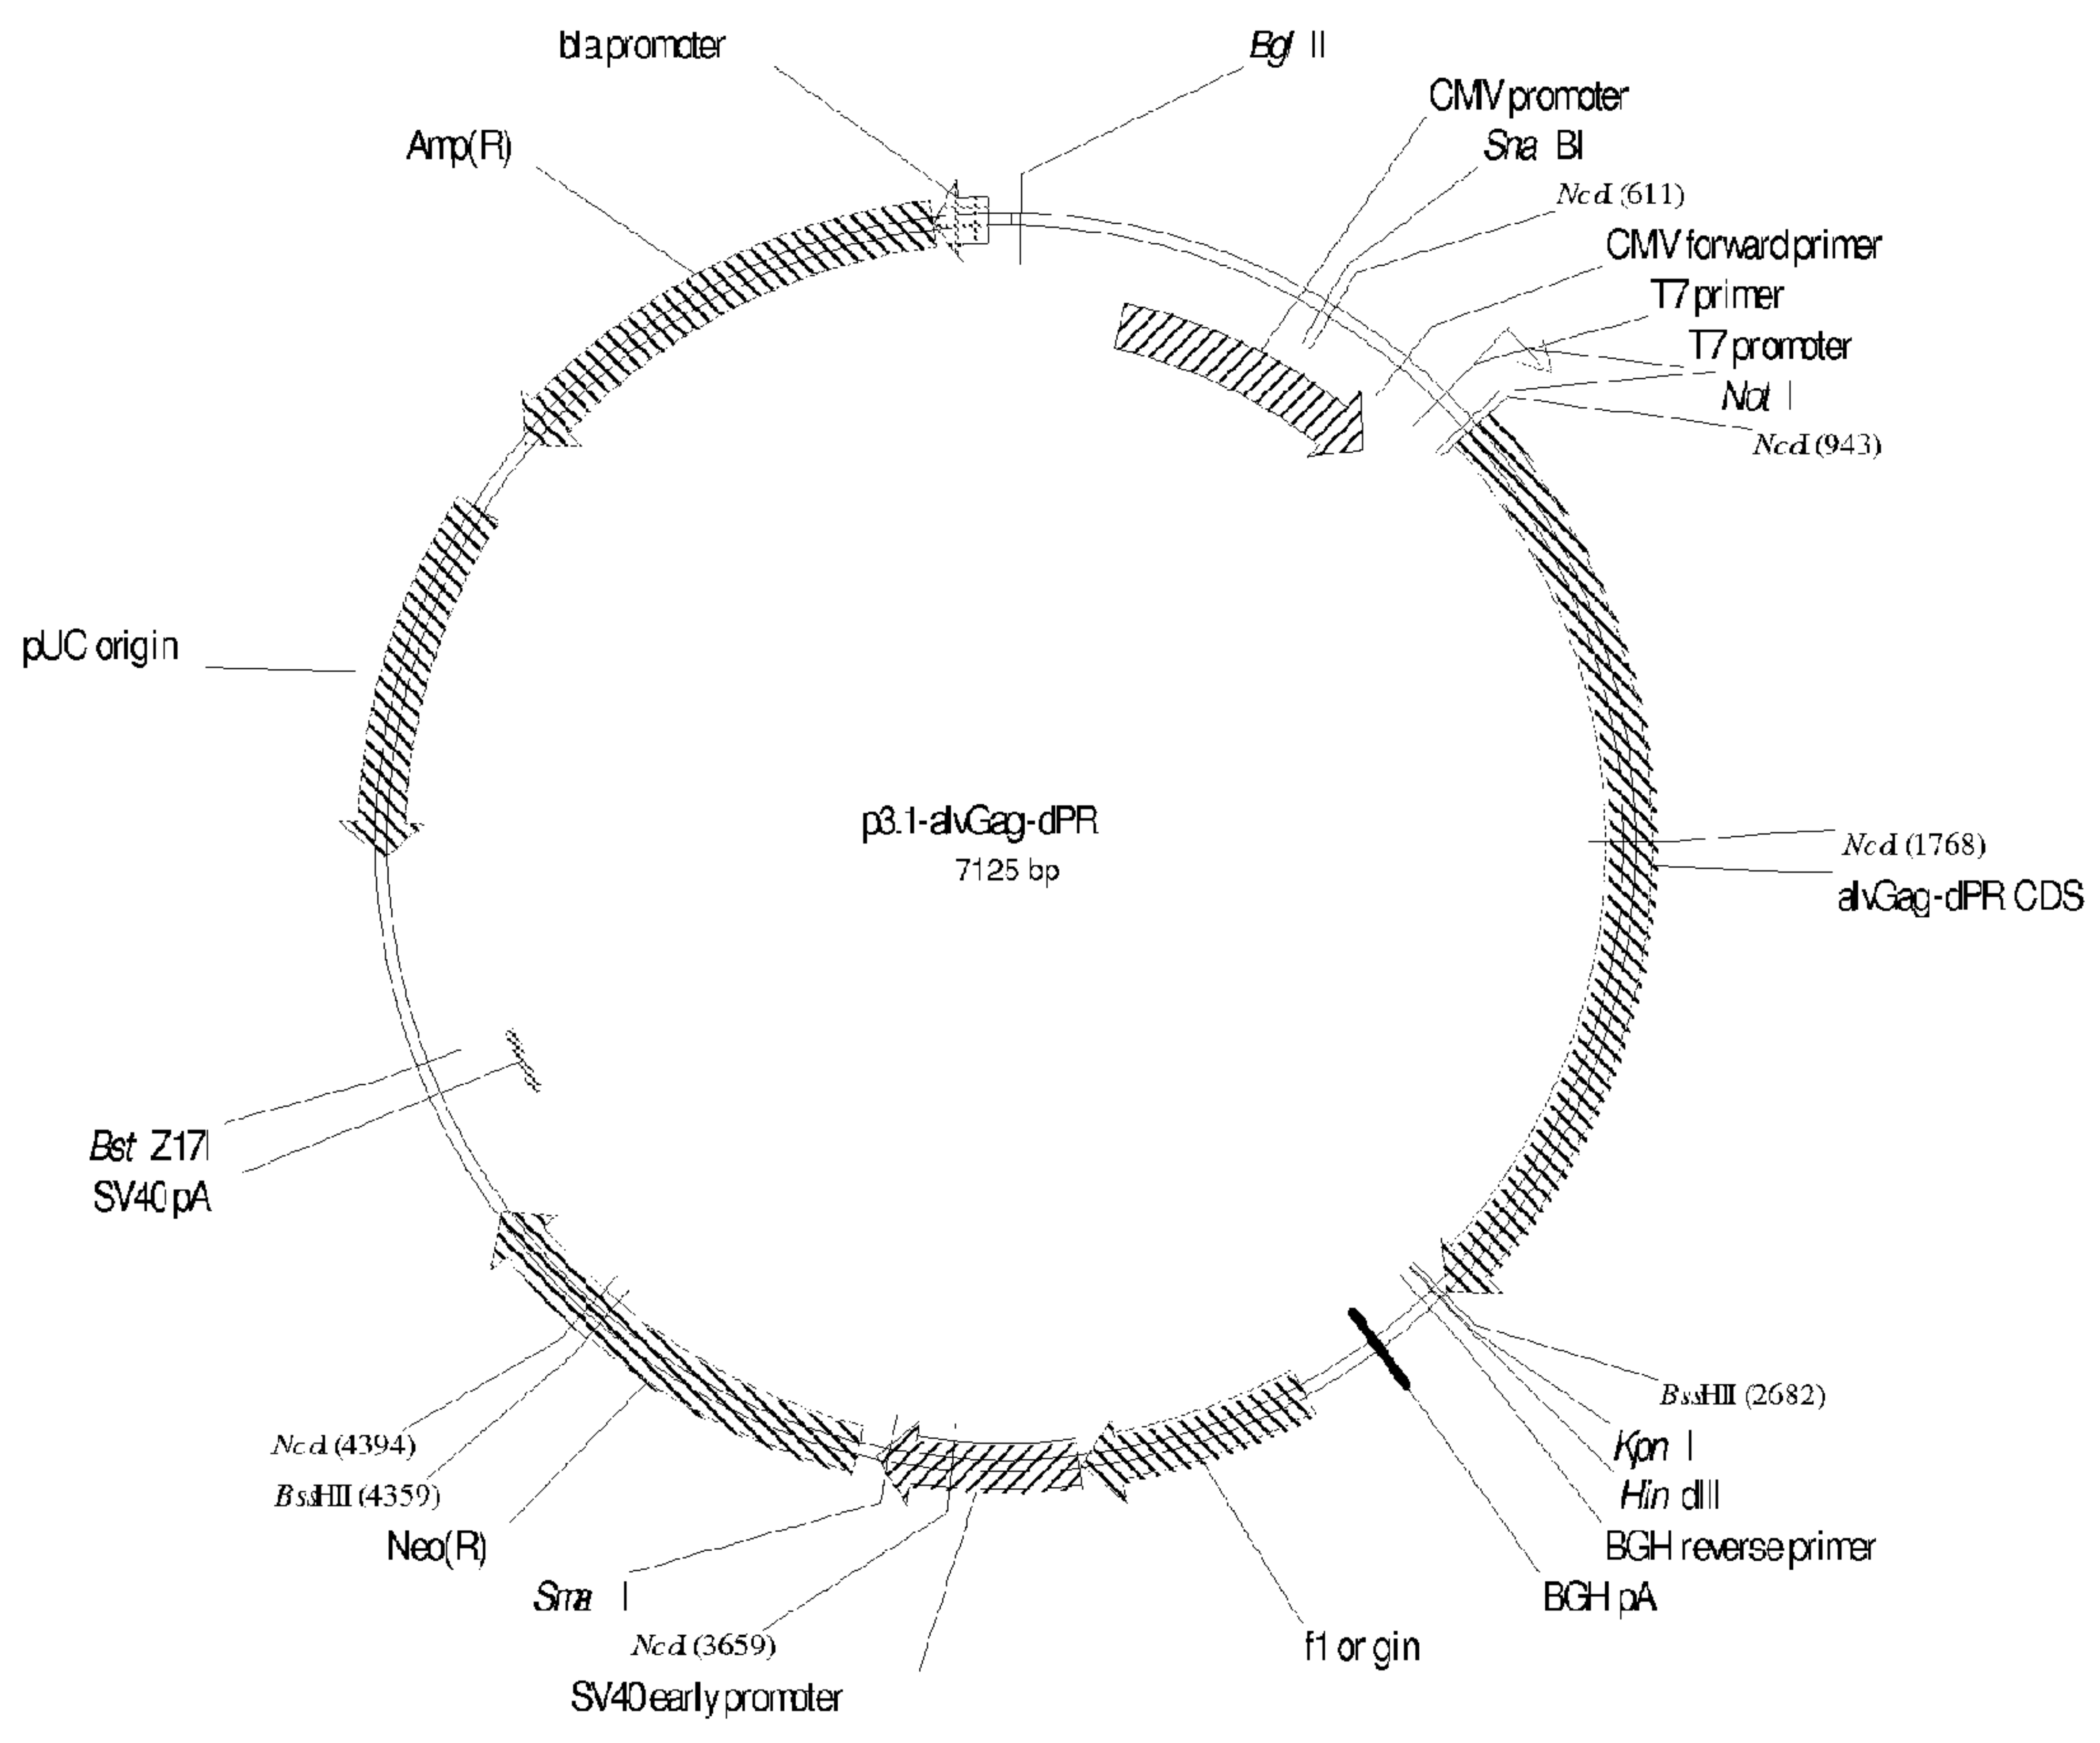 bla promoter
Bgl II
CMV promoter
Sna BI
Amp(R)
NcoI (611)
CMV forward primer
T7 primer
T7 promoter
Not I
NcoI (943)
pUC origin
p3.1-alvGag-dPR
7125 bp
NcoI (1768)
alvGag-dPR CDS
Bst Z17I
SV40 pA
BssHII (2682)
Kpn I
Hin dIII
BGH reverse primer
BGH pA
NcoI (4394)
BssHII (4359)
Neo(R)
Sma I
NcoI (3659)
SV40 early promoter
f1 origin